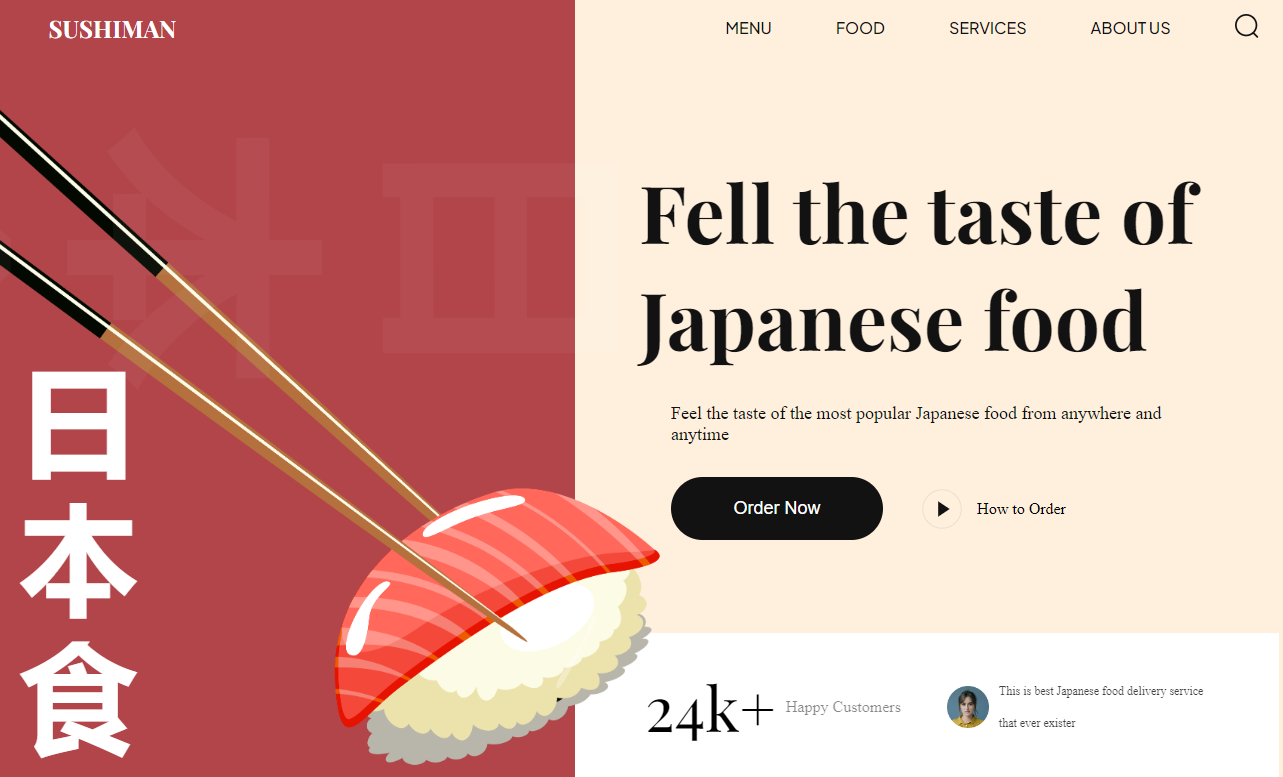 SUSHIMAN
MENU FOOD SERVICES ABOUT US
日
本
食
Fell the taste of
Japanese food
Feel the taste of the most popular Japanese food from anywhere and
anytime
Order Now
How to Order
24k+ Happy Customers
This is best Japanese food delivery service
that ever exister